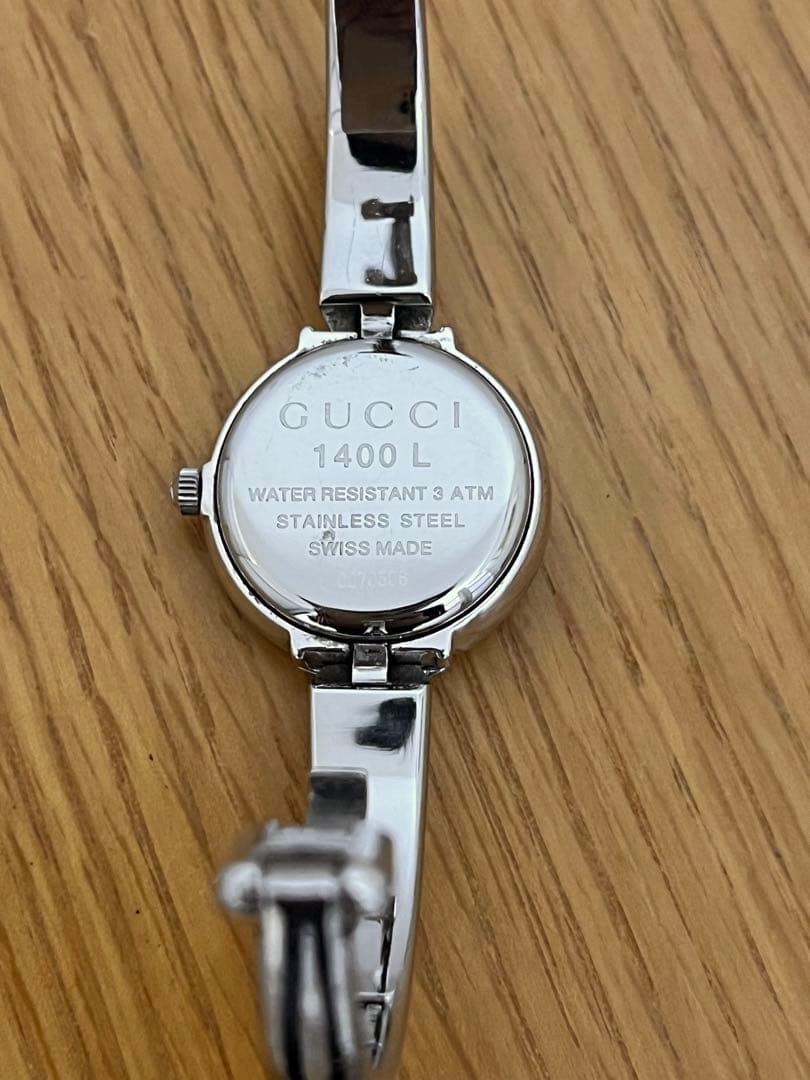 GUCCI
1400 L
WATER RESISTANT 3 ATM
STAINLESS STEEL
SWISS MADE